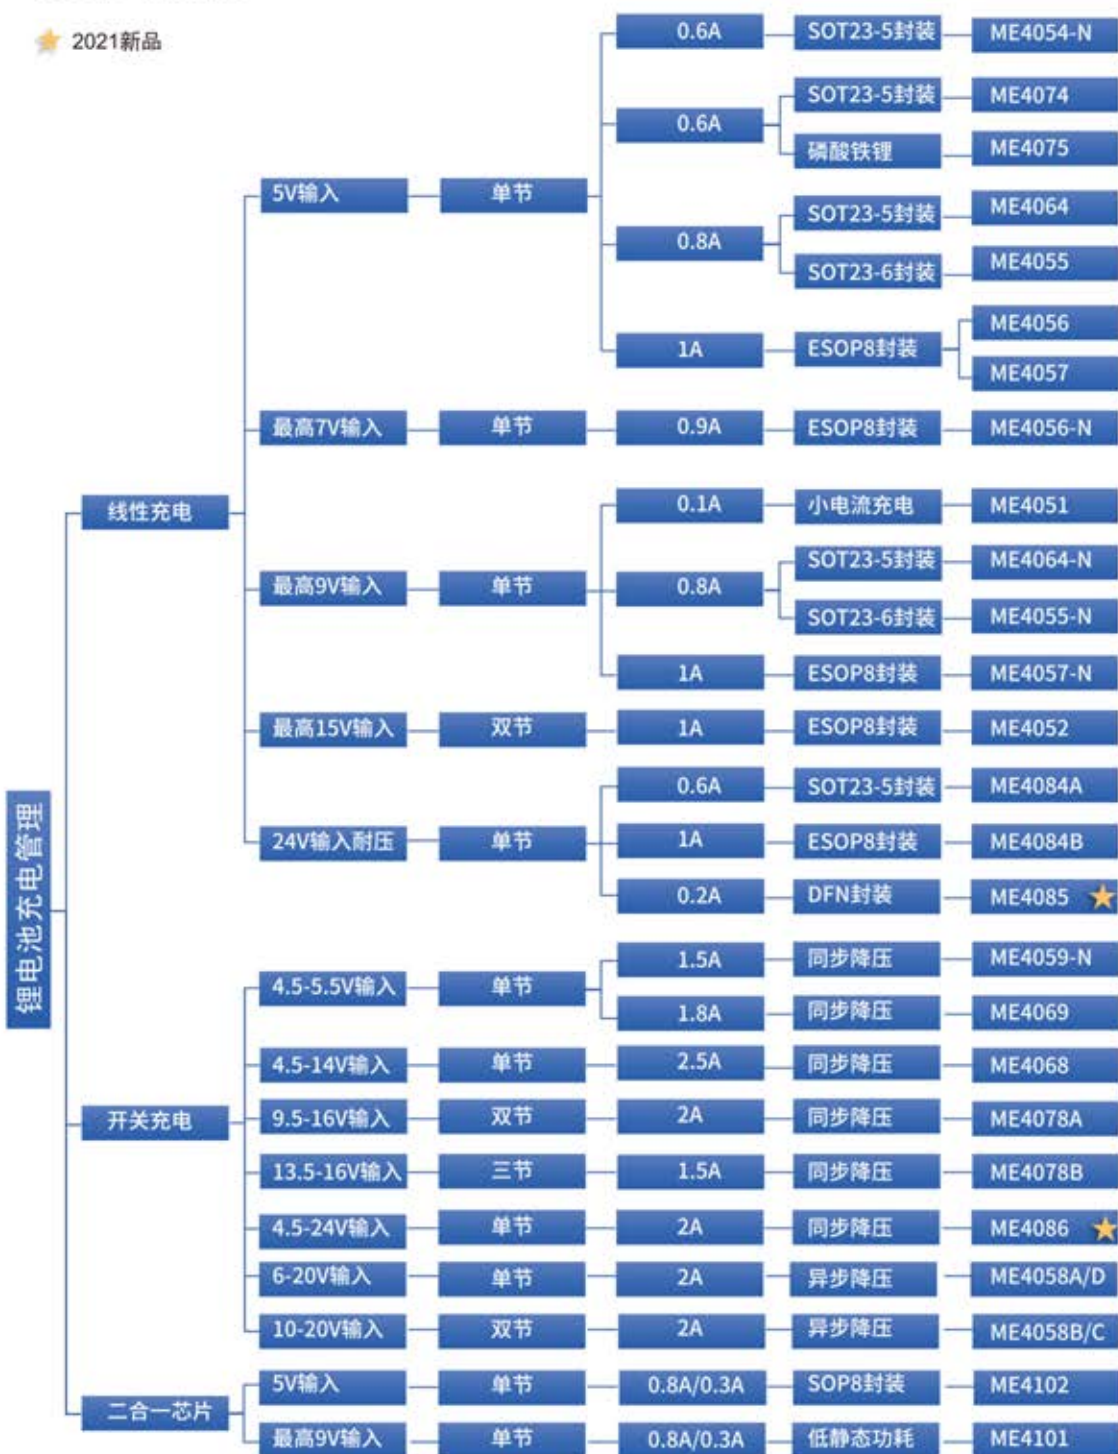 2021新品
锂电池充电管理
线性充电
5V输入
单节
0.6A
SOT23-5封装
ME4054-N
0.6A
SOT23-5封装
ME4074
磷酸铁锂
ME4075
0.8A
SOT23-5封装
ME4064
SOT23-6封装
ME4055
1A
ESOP8封装
ME4056
ME4057
最高7V输入
单节
0.9A
ESOP8封装
ME4056-N
最高9V输入
单节
0.1A
小电流充电
ME4051
0.8A
SOT23-5封装
ME4064-N
SOT23-6封装
ME4055-N
1A
ESOP8封装
ME4057-N
最高15V输入
双节
1A
ESOP8封装
ME4052
24V输入耐压
单节
0.6A
SOT23-5封装
ME4084A
1A
ESOP8封装
ME4084B
0.2A
DFN封装
ME4085
开关充电
4.5-5.5V输入
单节
1.5A
同步降压
ME4059-N
1.8A
同步降压
ME4069
4.5-14V输入
单节
2.5A
同步降压
ME4068
9.5-16V输入
双节
2A
同步降压
ME4078A
13.5-16V输入
三节
1.5A
同步降压
ME4078B
4.5-24V输入
单节
2A
同步降压
ME4086
6-20V输入
单节
2A
异步降压
ME4058A/D
10-20V输入
双节
2A
异步降压
ME4058B/C
二合一芯片
5V输入
单节
0.8A/0.3A
SOP8封装
ME4102
最高9V输入
单节
0.8A/0.3A
低静态功耗
ME4101